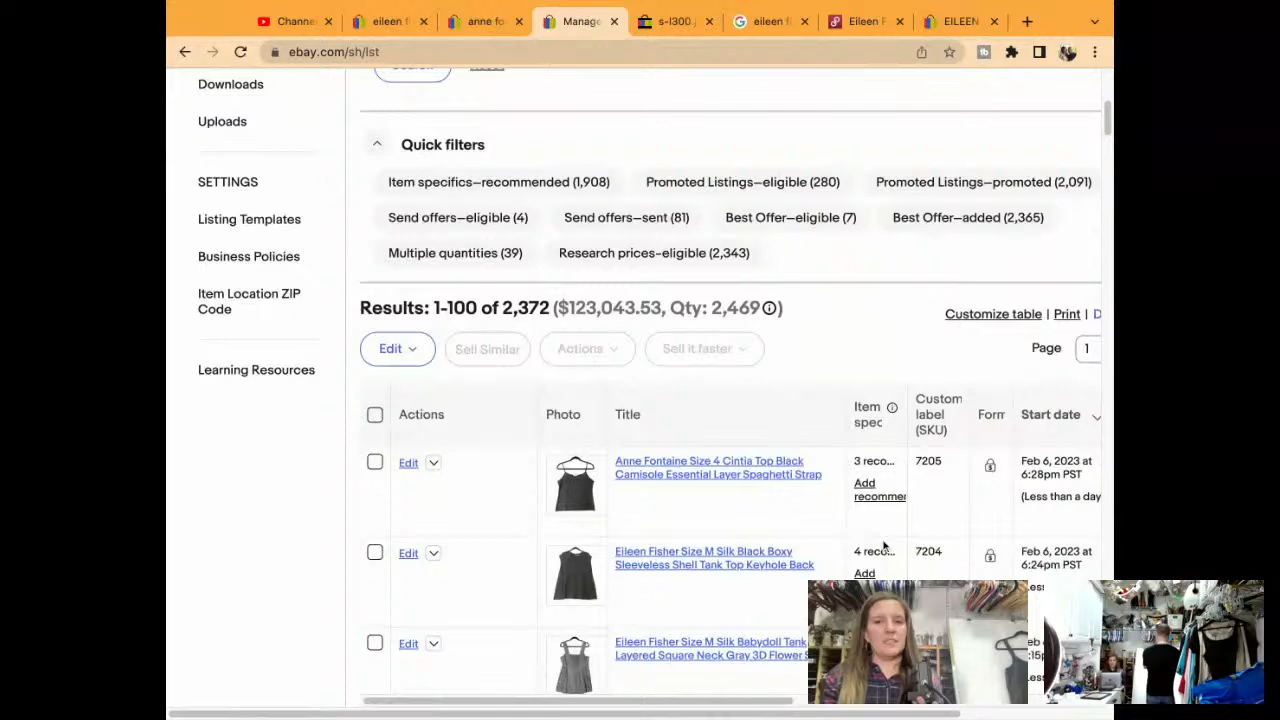 Channe
eileen f
anne fo
Manage
s-l300.j
eileen fi
Eileen F
EILEEN
ebay.com/sh/lst
Downloads
Uploads
SETTINGS
Listing Templates
Business Policies
Item Location ZIP
Code
Learning Resources
Quick filters
Item specifics–recommended (1,908)
Promoted Listings–eligible (280)
Promoted Listings–promoted (2,091)
Send offers–eligible (4)
Send offers–sent (81)
Best Offer–eligible (7)
Best Offer–added (2,365)
Multiple quantities (39)
Research prices-eligible (2,343)
Results: 1-100 of 2,372 ($123,043.53, Qty: 2,469)
Customize table | Print | D
Edit
Sell Similar
Actions
Sell it faster
Page
1
Actions
Photo
Title
Item
spec
Custom
label
(SKU)
Form
Start date
Edit
Anne Fontaine Size 4 Cintia Top Black
Camisole Essential Layer Spaghetti Strap
3 reco...
Add
recommen
7205
Feb 6, 2023 at
6:28pm PST
(Less than a day
Edit
Eileen Fisher Size M Silk Black Boxy
Sleeveless Shell Tank Top Keyhole Back
4 reco...
Add
7204
Feb 6, 2023 at
6:24pm PST
Edit
Eileen Fisher Size M Silk Babydoll Tank
Layered Square Neck Gray 3D Flower S